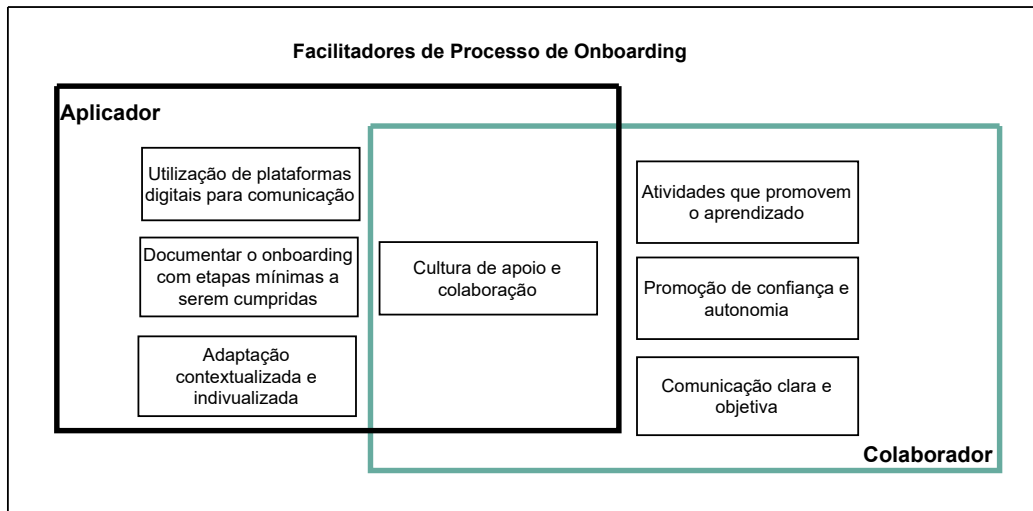 Facilitadores de Processo de Onboarding
Aplicador
Utilização de plataformas
digitais para comunicação
Documentar o onboarding
com etapas mínimas a
serem cumpridas
Adaptação
contextualizada e
indivualizada
Cultura de apoio e
colaboração
Atividades que promovem
o aprendizado
Promoção de confiança e
autonomia
Comunicação clara e
objetiva
Colaborador